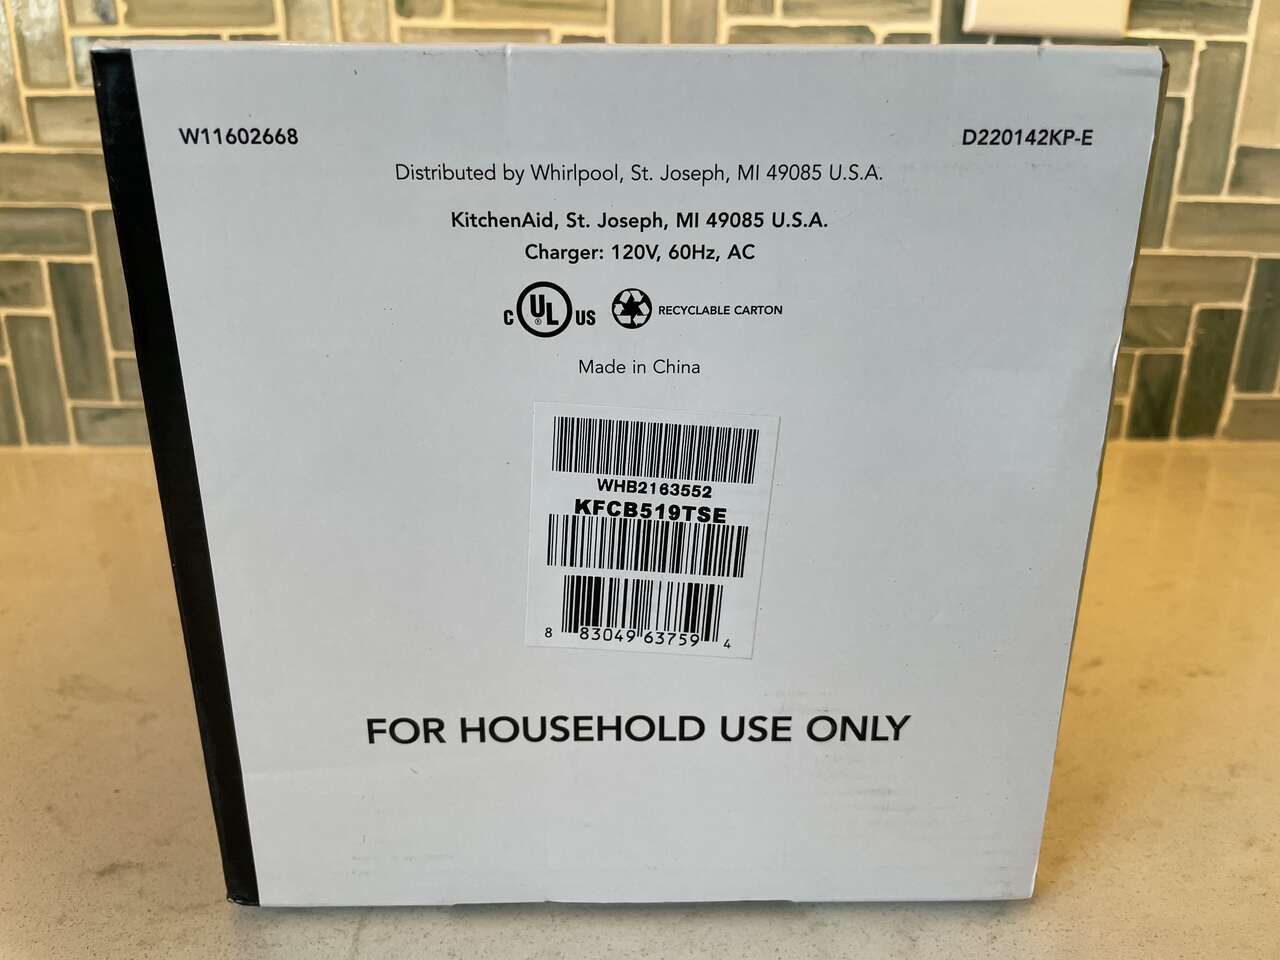 W11602668
D220142KP-E
Distributed by Whirlpool, St. Joseph, MI 49085 U.S.A.
KitchenAid, St. Joseph, MI 49085 U.S.A.
Charger: 120V, 60Hz, AC
C UL® US RECYCLABLE CARTON
Made in China
WHB2163552
KFCB519TSE
8 83049 63759 4
FOR HOUSEHOLD USE ONLY